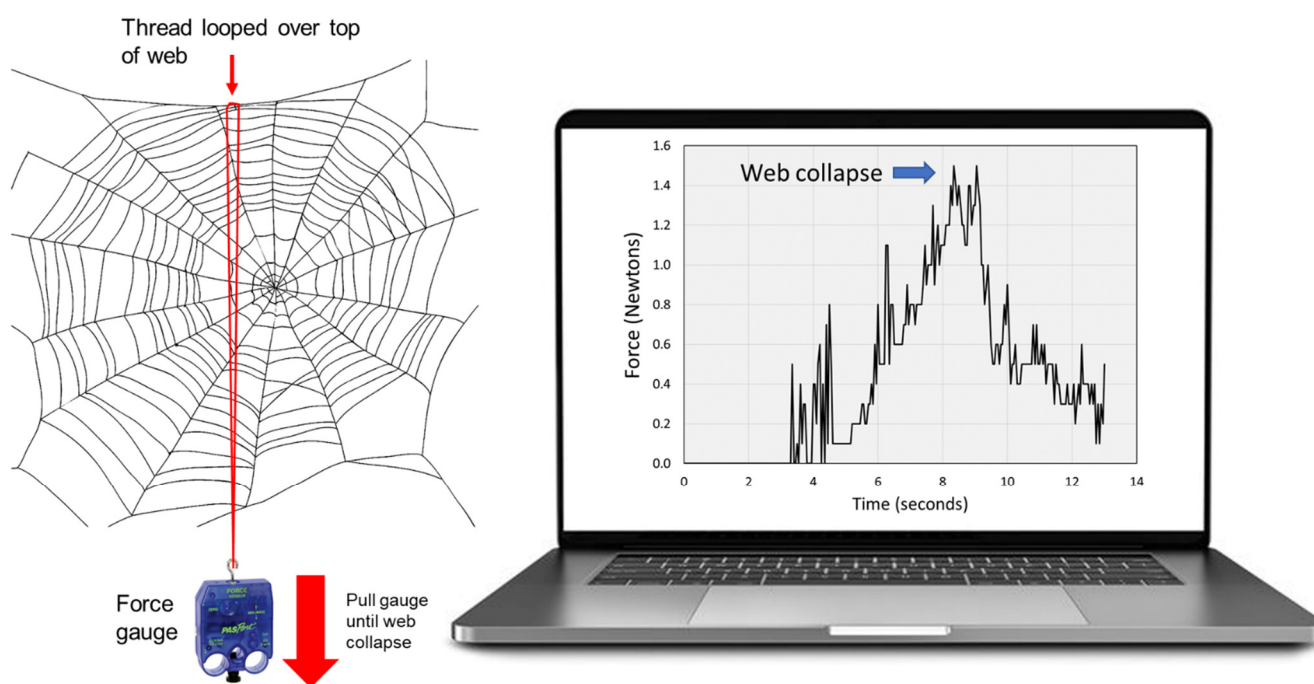 Thread looped over top
of web
Force
gauge
FORCE
PASPort
Pull gauge
until web
collapse
Web collapse
Force (Newtons)
1.6
1.4
1.2
1.0
0.8
0.6
0.4
0.2
0.0
0
2
4
6
8
10
12
14
Time (seconds)